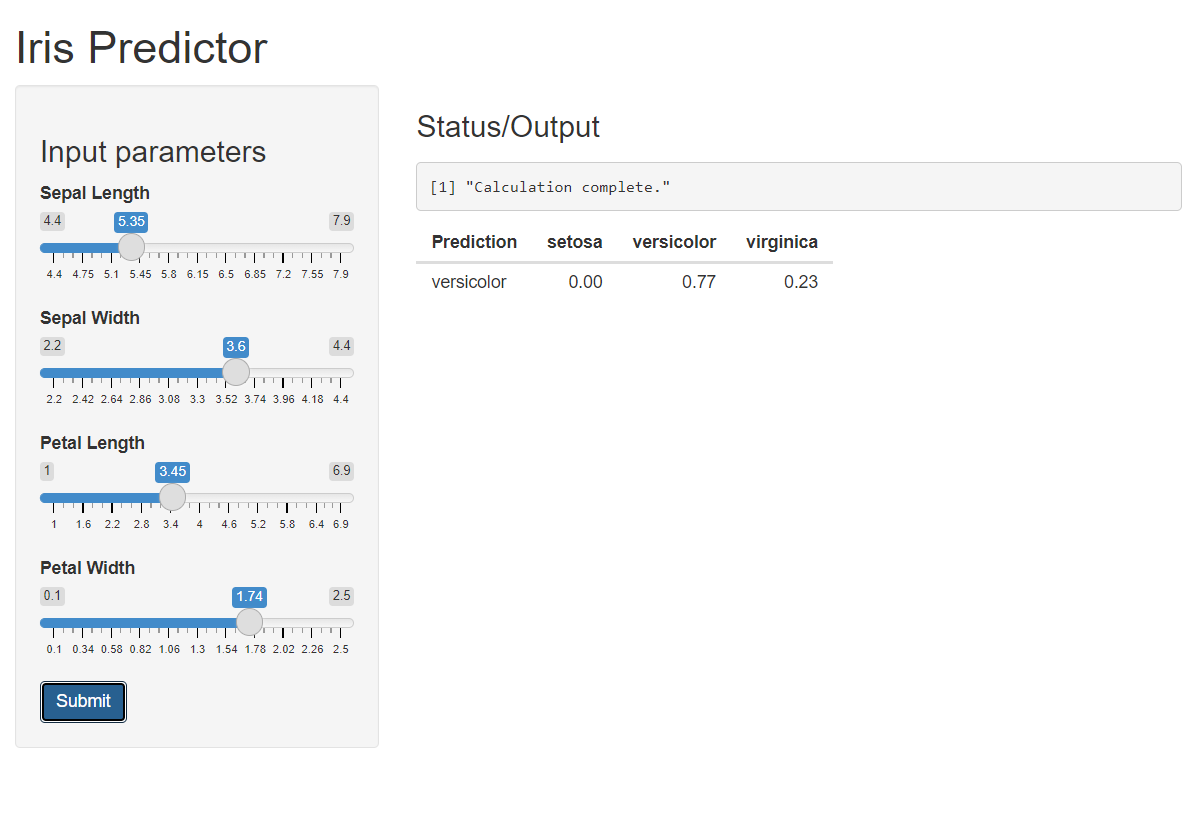 Iris Predictor
Input parameters
Sepal Length
4.4 5.35 7.9
4.4 4.75 5.1 5.45 5.8 6.15 6.5 6.85 7.2 7.55 7.9
Sepal Width
2.2 3.6 4.4
2.2 2.42 2.64 2.86 3.08 3.3 3.52 3.74 3.96 4.18 4.4
Petal Length
1 3.45 6.9
1 1.6 2.2 2.8 3.4 4 4.6 5.2 5.8 6.4 6.9
Petal Width
0.1 1.74 2.5
0.1 0.34 0.58 0.82 1.06 1.3 1.54 1.78 2.02 2.26 2.5
Submit
Status/Output
[1] "Calculation complete."
Prediction setosa versicolor virginica
versicolor 0.00 0.77 0.23